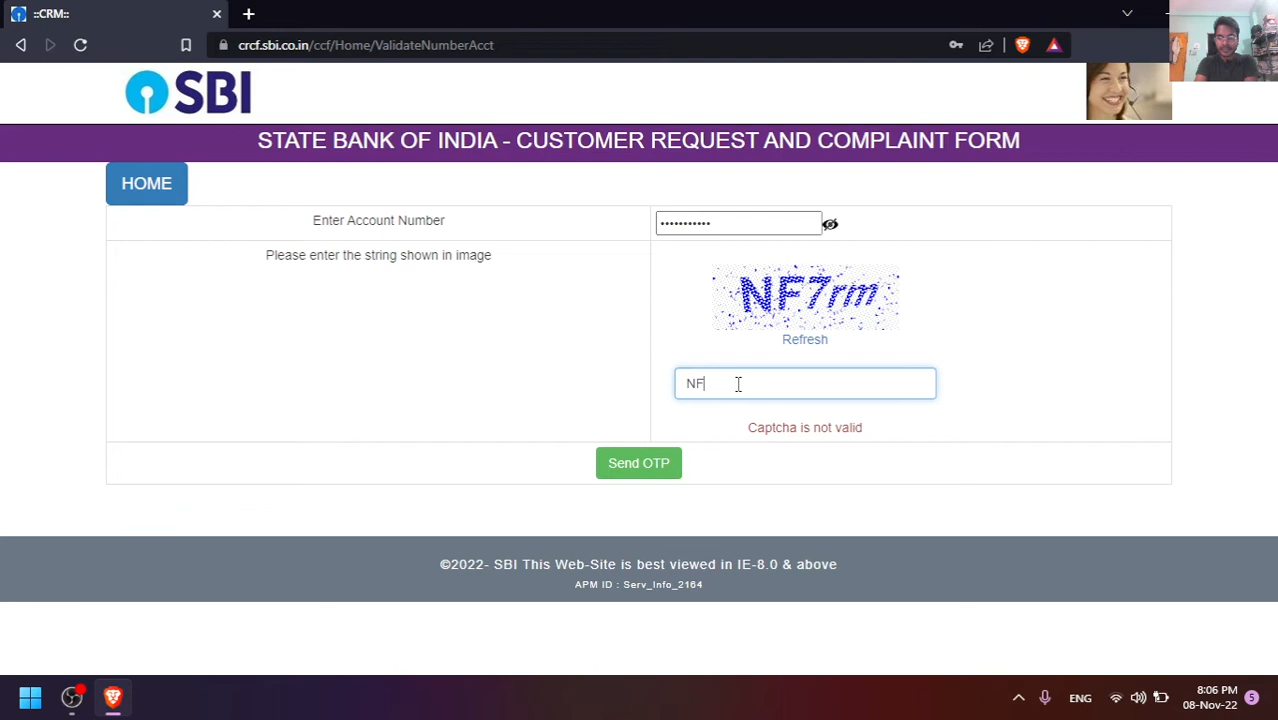 ::CRM::
crcf.sbi.co.in/ccf/Home/ValidateNumberAcct
SBI
STATE BANK OF INDIA - CUSTOMER REQUEST AND COMPLAINT FORM
HOME
Enter Account Number
•••••••••••
Please enter the string shown in image
NF7rm
Refresh
NF
Captcha is not valid
Send OTP
©2022- SBI This Web-Site is best viewed in IE-8.0 & above
APM ID : Serv_Info_2164
ENG
8:06 PM
08-Nov-22
5